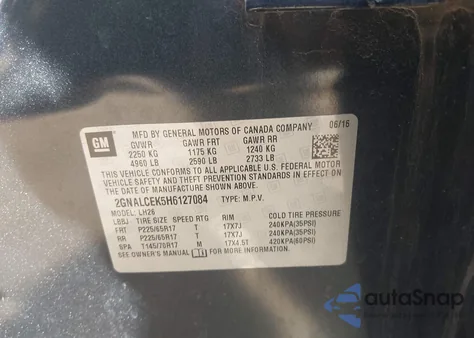 GM
MFD BY GENERAL MOTORS OF CANADA COMPANY 06/16
GVWR GAWR FRT GAWR RR
2250 KG 1175 KG 1240 KG
4960 LB 2590 LB 2733 LB
THIS VEHICLE CONFORMS TO ALL APPLICABLE U.S. FEDERAL MOTOR
VEHICLE SAFETY AND THEFT PREVENTION STANDARDS IN EFFECT ON THE
DATE OF MANUFACTURE SHOWN ABOVE.
2GNALCEK5H6127084 TYPE: M.P.V.
MODEL: LH26
LBBJ TIRE SIZE SPEED RTG RIM COLD TIRE PRESSURE
FRT P225/65R17 T 17X7J 240KPA(35PSI)
RR P225/65R17 T 17X7J 240KPA(35PSI)
SPA T145/70R17 M 17X4.5T 420KPA(60PSI)
SEE OWNER'S MANUAL FOR MORE INFORMATION.
autoSnap